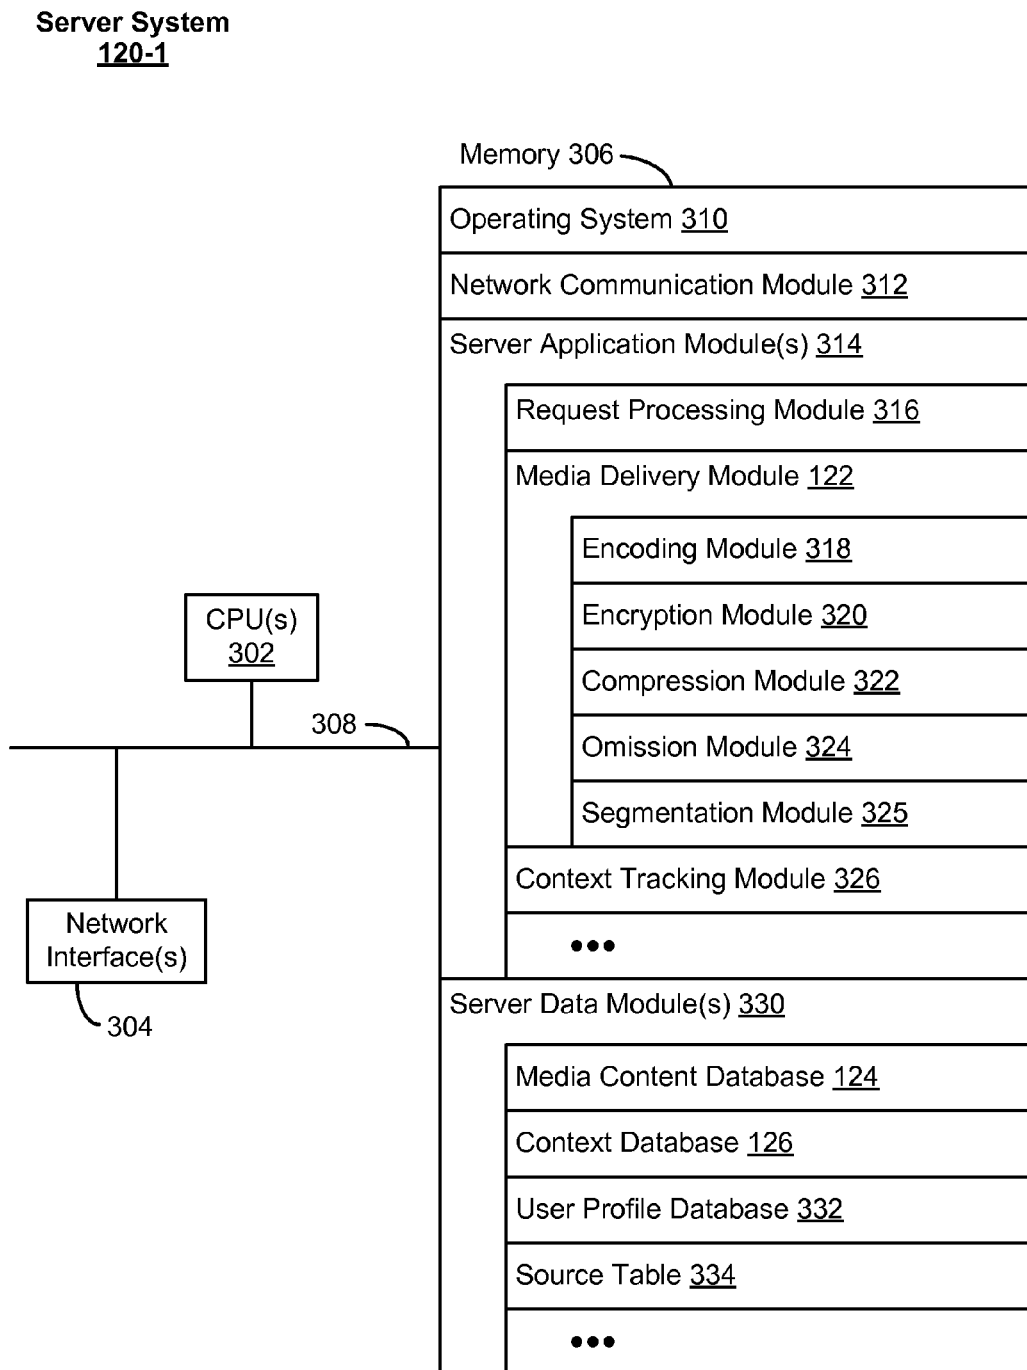 Server System
120-1
Memory 306
Operating System 310
Network Communication Module 312
Server Application Module(s) 314
Request Processing Module 316
Media Delivery Module 122
Encoding Module 318
Encryption Module 320
Compression Module 322
Omission Module 324
Segmentation Module 325
Context Tracking Module 326
•••
CPU(s)
302
308
Network
Interface(s)
304
Server Data Module(s) 330
Media Content Database 124
Context Database 126
User Profile Database 332
Source Table 334
•••